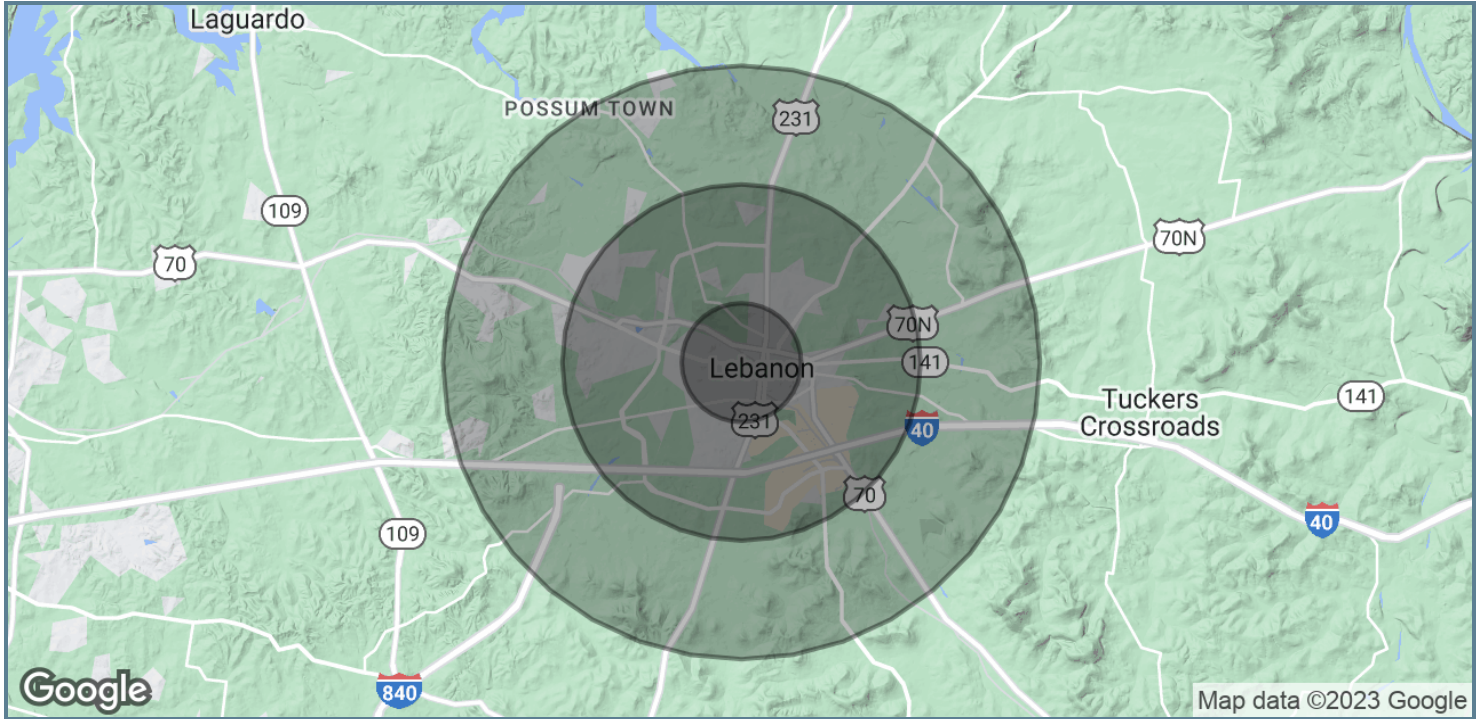 Laguardo
POSSUM TOWN
231
109
70
70N
70N
141
Lebanon
231
40
Tuckers
Crossroads
141
70
40
109
840
Google
Map data ©2023 Google